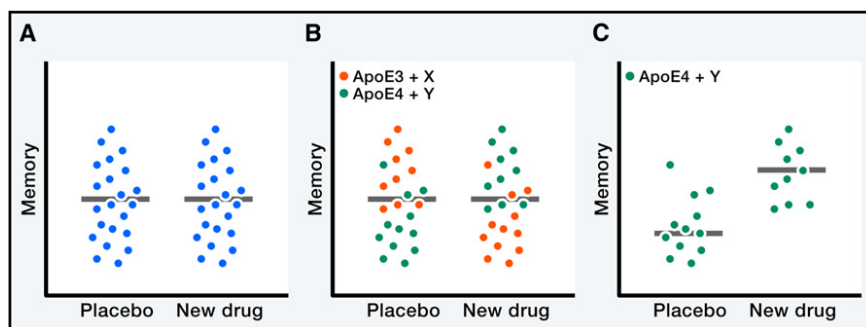 A
Memory
Placebo
New drug
B
ApoE3 + X
ApoE4 + Y
Memory
Placebo
New drug
C
ApoE4 + Y
Memory
Placebo
New drug